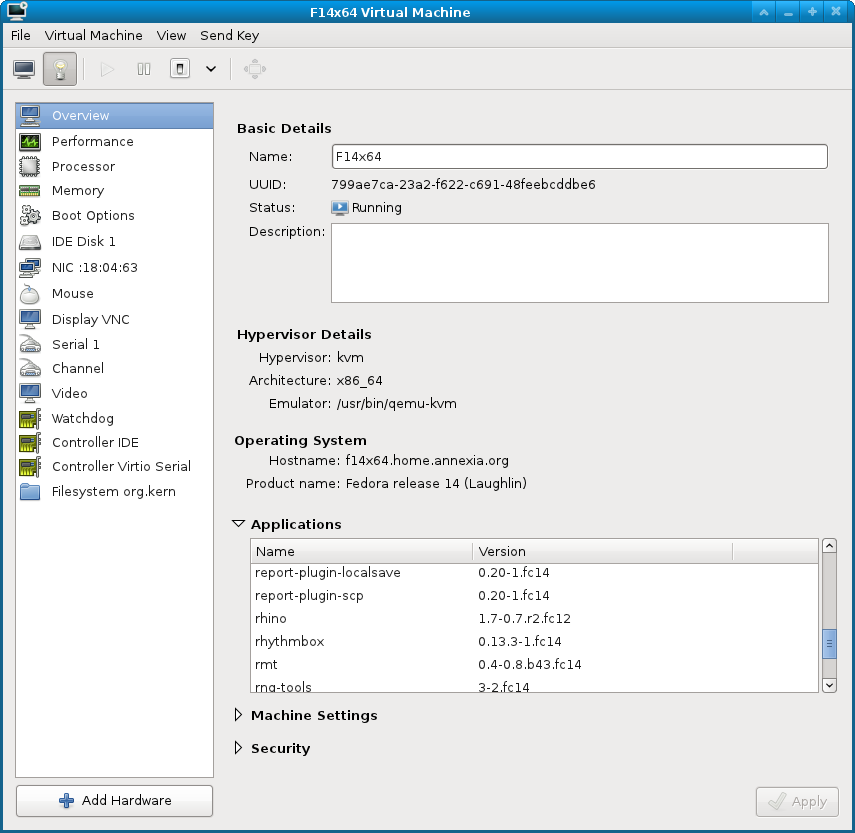 F14x64 Virtual Machine
File Virtual Machine View Send Key
Overview
Performance
Processor
Memory
Boot Options
IDE Disk 1
NIC :18:04:63
Mouse
Display VNC
Serial 1
Channel
Video
Watchdog
Controller IDE
Controller Virtio Serial
Filesystem org.kern
Add Hardware
Basic Details
Name: F14x64
UUID: 799ae7ca-23a2-f622-c691-48feebcddbe6
Status: Running
Description:
Hypervisor Details
Hypervisor: kvm
Architecture: x86_64
Emulator: /usr/bin/qemu-kvm
Operating System
Hostname: f14x64.home.annexia.org
Product name: Fedora release 14 (Laughlin)
Applications
Name Version
report-plugin-localsave 0.20-1.fc14
report-plugin-scp 0.20-1.fc14
rhino 1.7-0.7.r2.fc12
rhythmbox 0.13.3-1.fc14
rmt 0.4-0.8.b43.fc14
rng-tools 3-2.fc14
Machine Settings
Security
Apply